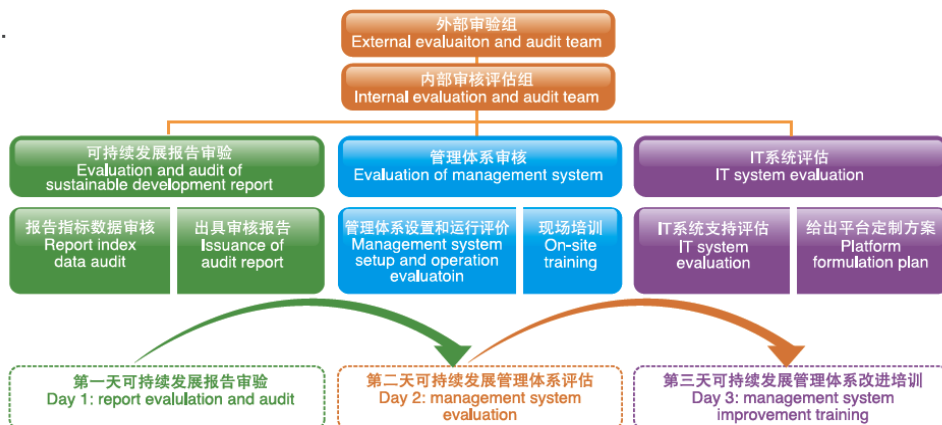 外部审验组
External evaluaiton and audit team
内部审核评估组
Internal evaluation and audit team
可持续发展报告审验
Evaluation and audit of
sustainable development report
管理体系审核
Evaluation of management system
IT系统评估
IT system evaluation
报告指标数据审核
Report index
data audit
出具审核报告
Issuance of
audit report
管理体系设置和运行评价
Management system
setup and operation
evaluatoin
现场培训
On-site
training
IT系统支持评估
IT system
evaluation
给出平台定制方案
Platform
formulation plan
第一天可持续发展报告审验
Day 1: report evalulation and audit
第二天可持续发展管理体系评估
Day 2: management system
evaluation
第三天可持续发展管理体系改进培训
Day 3: management system
improvement training